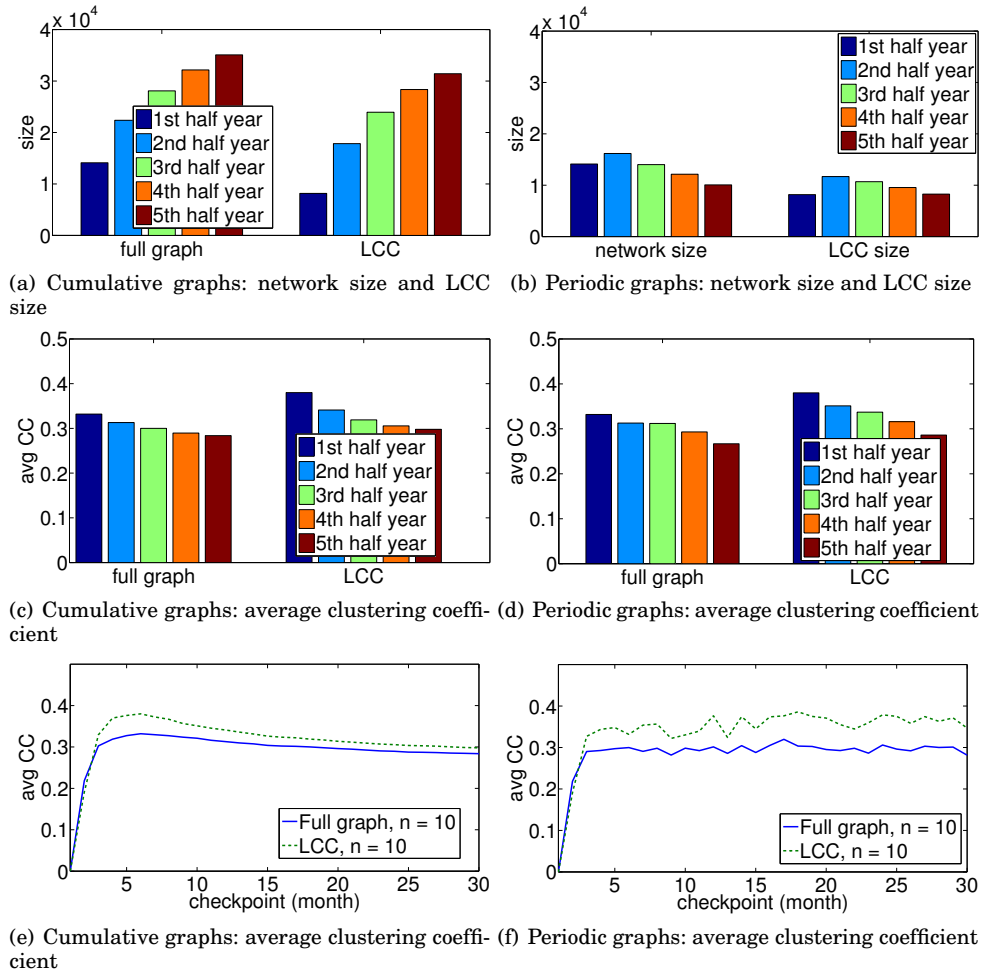 x 10^4
4
3
2
1
0
size
full graph
LCC
1st half year
2nd half year
3rd half year
4th half year
5th half year
(a) Cumulative graphs: network size and LCC
size
x 10^4
4
3
2
1
0
size
network size
LCC size
1st half year
2nd half year
3rd half year
4th half year
5th half year
(b) Periodic graphs: network size and LCC size
0.5
0.4
0.3
0.2
0.1
0
avg CC
full graph
LCC
1st half year
2nd half year
3rd half year
4th half year
5th half year
(c) Cumulative graphs: average clustering coeffi-
cient
0.5
0.4
0.3
0.2
0.1
0
avg CC
full graph
LCC
1st half year
2nd half year
3rd half year
4th half year
5th half year
(d) Periodic graphs: average clustering coefficient
0.4
0.3
0.2
0.1
0
avg CC
Full graph, n = 10
LCC, n = 10
5 10 15 20 25 30
checkpoint (month)
(e) Cumulative graphs: average clustering coeffi-
cient
0.4
0.3
0.2
0.1
0
avg CC
Full graph, n = 10
LCC, n = 10
5 10 15 20 25 30
checkpoint (month)
(f) Periodic graphs: average clustering coefficient